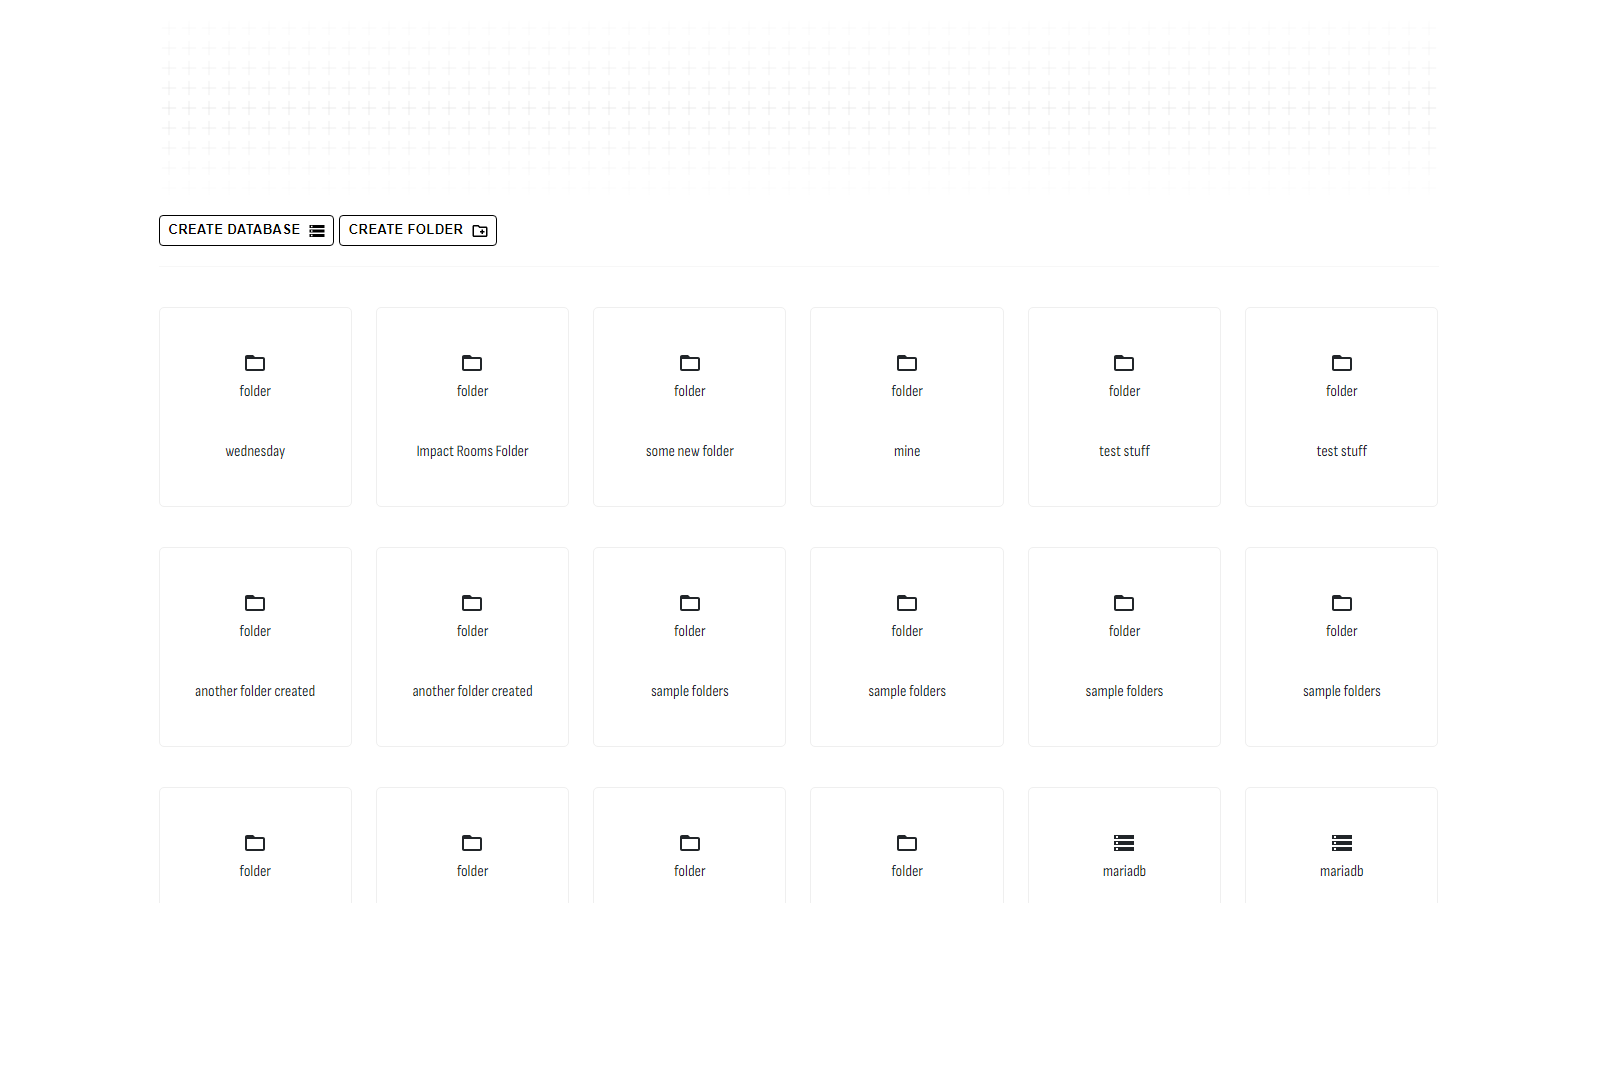 CREATE DATABASE CREATE FOLDER
folder folder folder folder folder folder
wednesday Impact Rooms Folder some new folder mine test stuff test stuff
folder folder folder folder folder folder
another folder created another folder created sample folders sample folders sample folders sample folders
folder folder folder folder mariadb mariadb